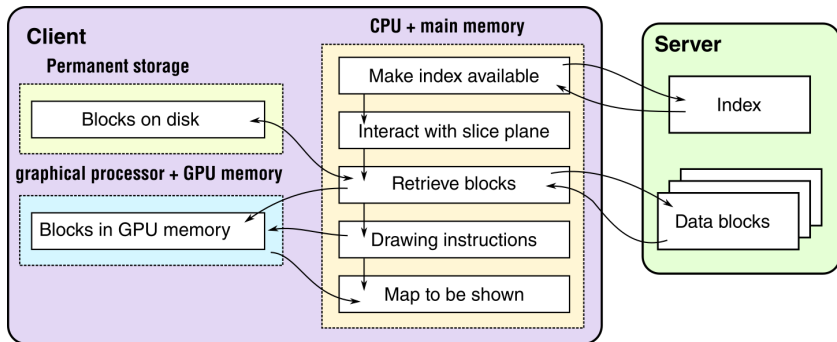 Client
CPU + main memory
Server
Permanent storage
Make index available
Blocks on disk
Index
Interact with slice plane
graphical processor + GPU memory
Retrieve blocks
Blocks in GPU memory
Data blocks
Drawing instructions
Map to be shown